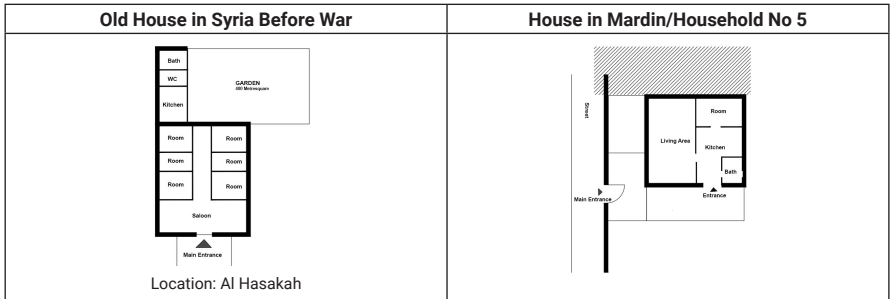 Old House in Syria Before War
House in Mardin/Household No 5
Bath
WC
Kitchen
GARDEN
400 Metresquare
Room
Room
Room
Room
Room
Room
Saloon
Main Entrance
Location: Al Hasakah
Street
Room
Living Area
Kitchen
Bath
Main Entrance
Entrance